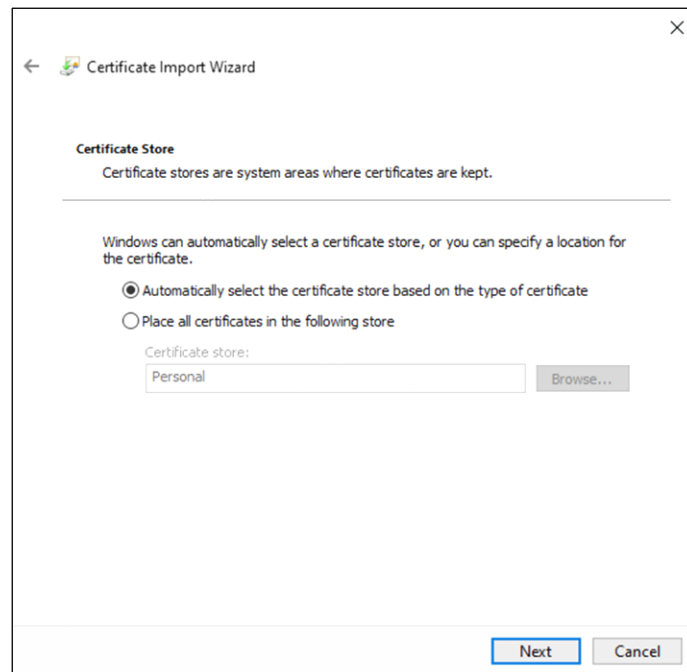 Certificate Import Wizard
Certificate Store
Certificate stores are system areas where certificates are kept.
Windows can automatically select a certificate store, or you can specify a location for
the certificate.
Automatically select the certificate store based on the type of certificate
Place all certificates in the following store
Certificate store:
Personal
Browse...
Next
Cancel